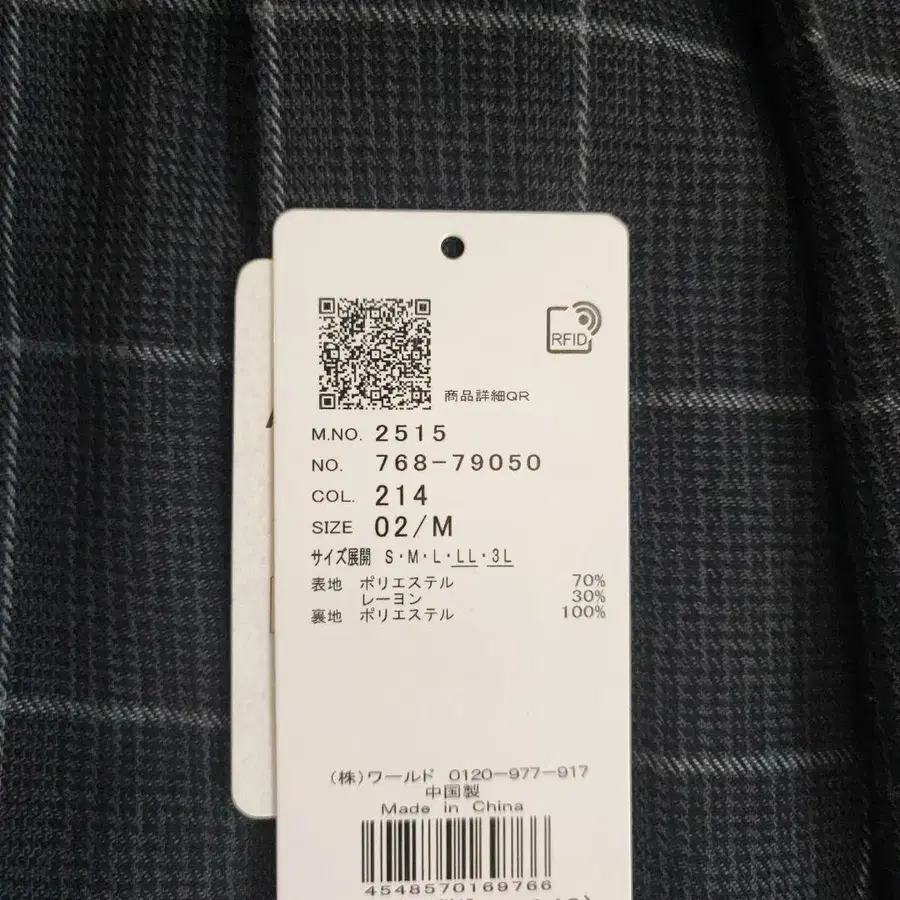 RFID
商品詳細QR
M.NO. 2515
NO. 768-79050
COL. 214
SIZE 02/M
サイズ展開 S・M・L・LL・3L
表地 ポリエステル 70%
レーヨン 30%
裏地 ポリエステル 100%
(株)ワールド 0120-977-917
中国製
Made in China
4548570169766